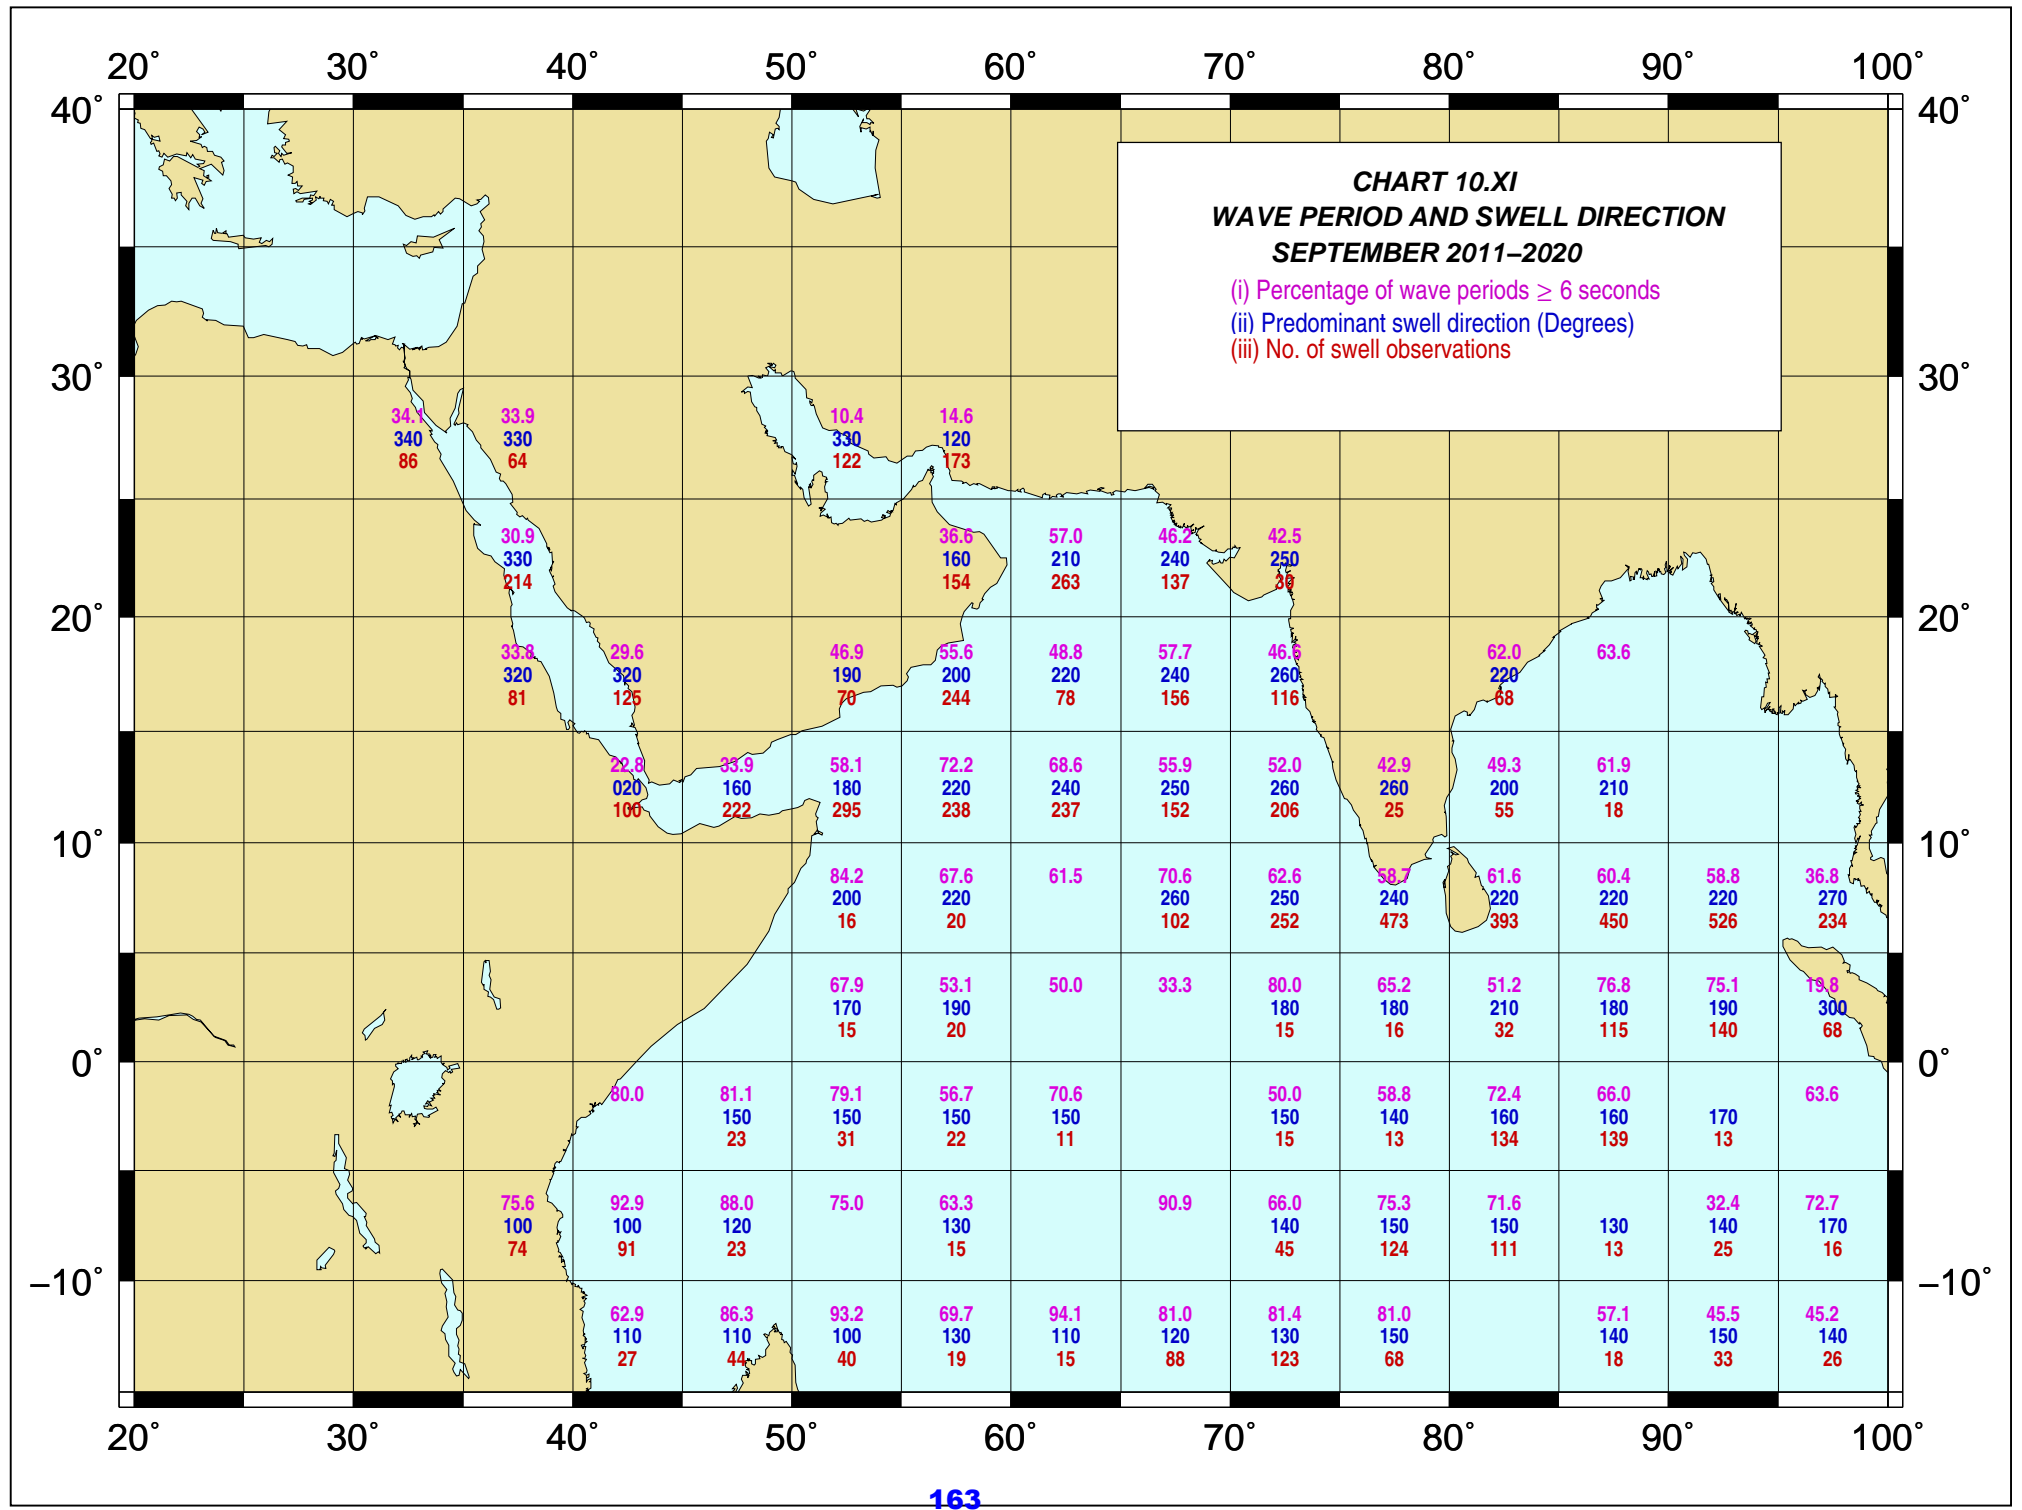 20° 30° 40° 50° 60° 70° 80° 90° 100°
40° 40°
CHART 10.XI
WAVE PERIOD AND SWELL DIRECTION
SEPTEMBER 2011–2020
(i) Percentage of wave periods ≥ 6 seconds
(ii) Predominant swell direction (Degrees)
(iii) No. of swell observations
30° 30°
34.1 33.9 10.4 14.6
340 330 330 120
86 64 122 173
30.9 36.6 57.0 46.2 42.5
330 160 210 240 250
214 154 263 137 30
20° 20°
33.8 29.6 46.9 55.6 48.8 57.7 46.6 62.0 63.6
320 320 190 200 220 240 260 220
81 125 70 244 78 156 116 68
22.8 33.9 58.1 72.2 68.6 55.9 52.0 42.9 49.3 61.9
020 160 180 220 240 250 260 260 200 210
100 222 295 238 237 152 206 25 55 18
10° 10°
84.2 67.6 61.5 70.6 62.6 58.7 61.6 60.4 58.8 36.8
200 220 260 250 240 220 220 220 270
16 20 102 252 473 393 450 526 234
67.9 53.1 50.0 33.3 80.0 65.2 51.2 76.8 75.1 19.8
170 190 180 180 210 180 190 300
15 20 15 16 32 115 140 68
0° 0°
80.0 81.1 79.1 56.7 70.6 50.0 58.8 72.4 66.0 63.6
150 150 150 150 150 140 160 160 170
23 31 22 11 15 13 134 139 13
75.6 92.9 88.0 75.0 63.3 90.9 66.0 75.3 71.6 32.4 72.7
100 100 120 130 140 150 150 130 140 170
74 91 23 15 45 124 111 13 25 16
–10° –10°
62.9 86.3 93.2 69.7 94.1 81.0 81.4 81.0 57.1 45.5 45.2
110 110 100 130 110 120 130 150 140 150 140
27 44 40 19 15 88 123 68 18 33 26
20° 30° 40° 50° 60° 70° 80° 90° 100°
163